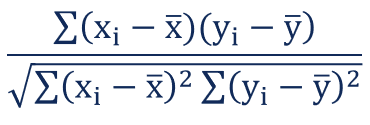 ∑(xᵢ − x̄)(yᵢ − ȳ)
√∑(xᵢ − x̄)² ∑(yᵢ − ȳ)²